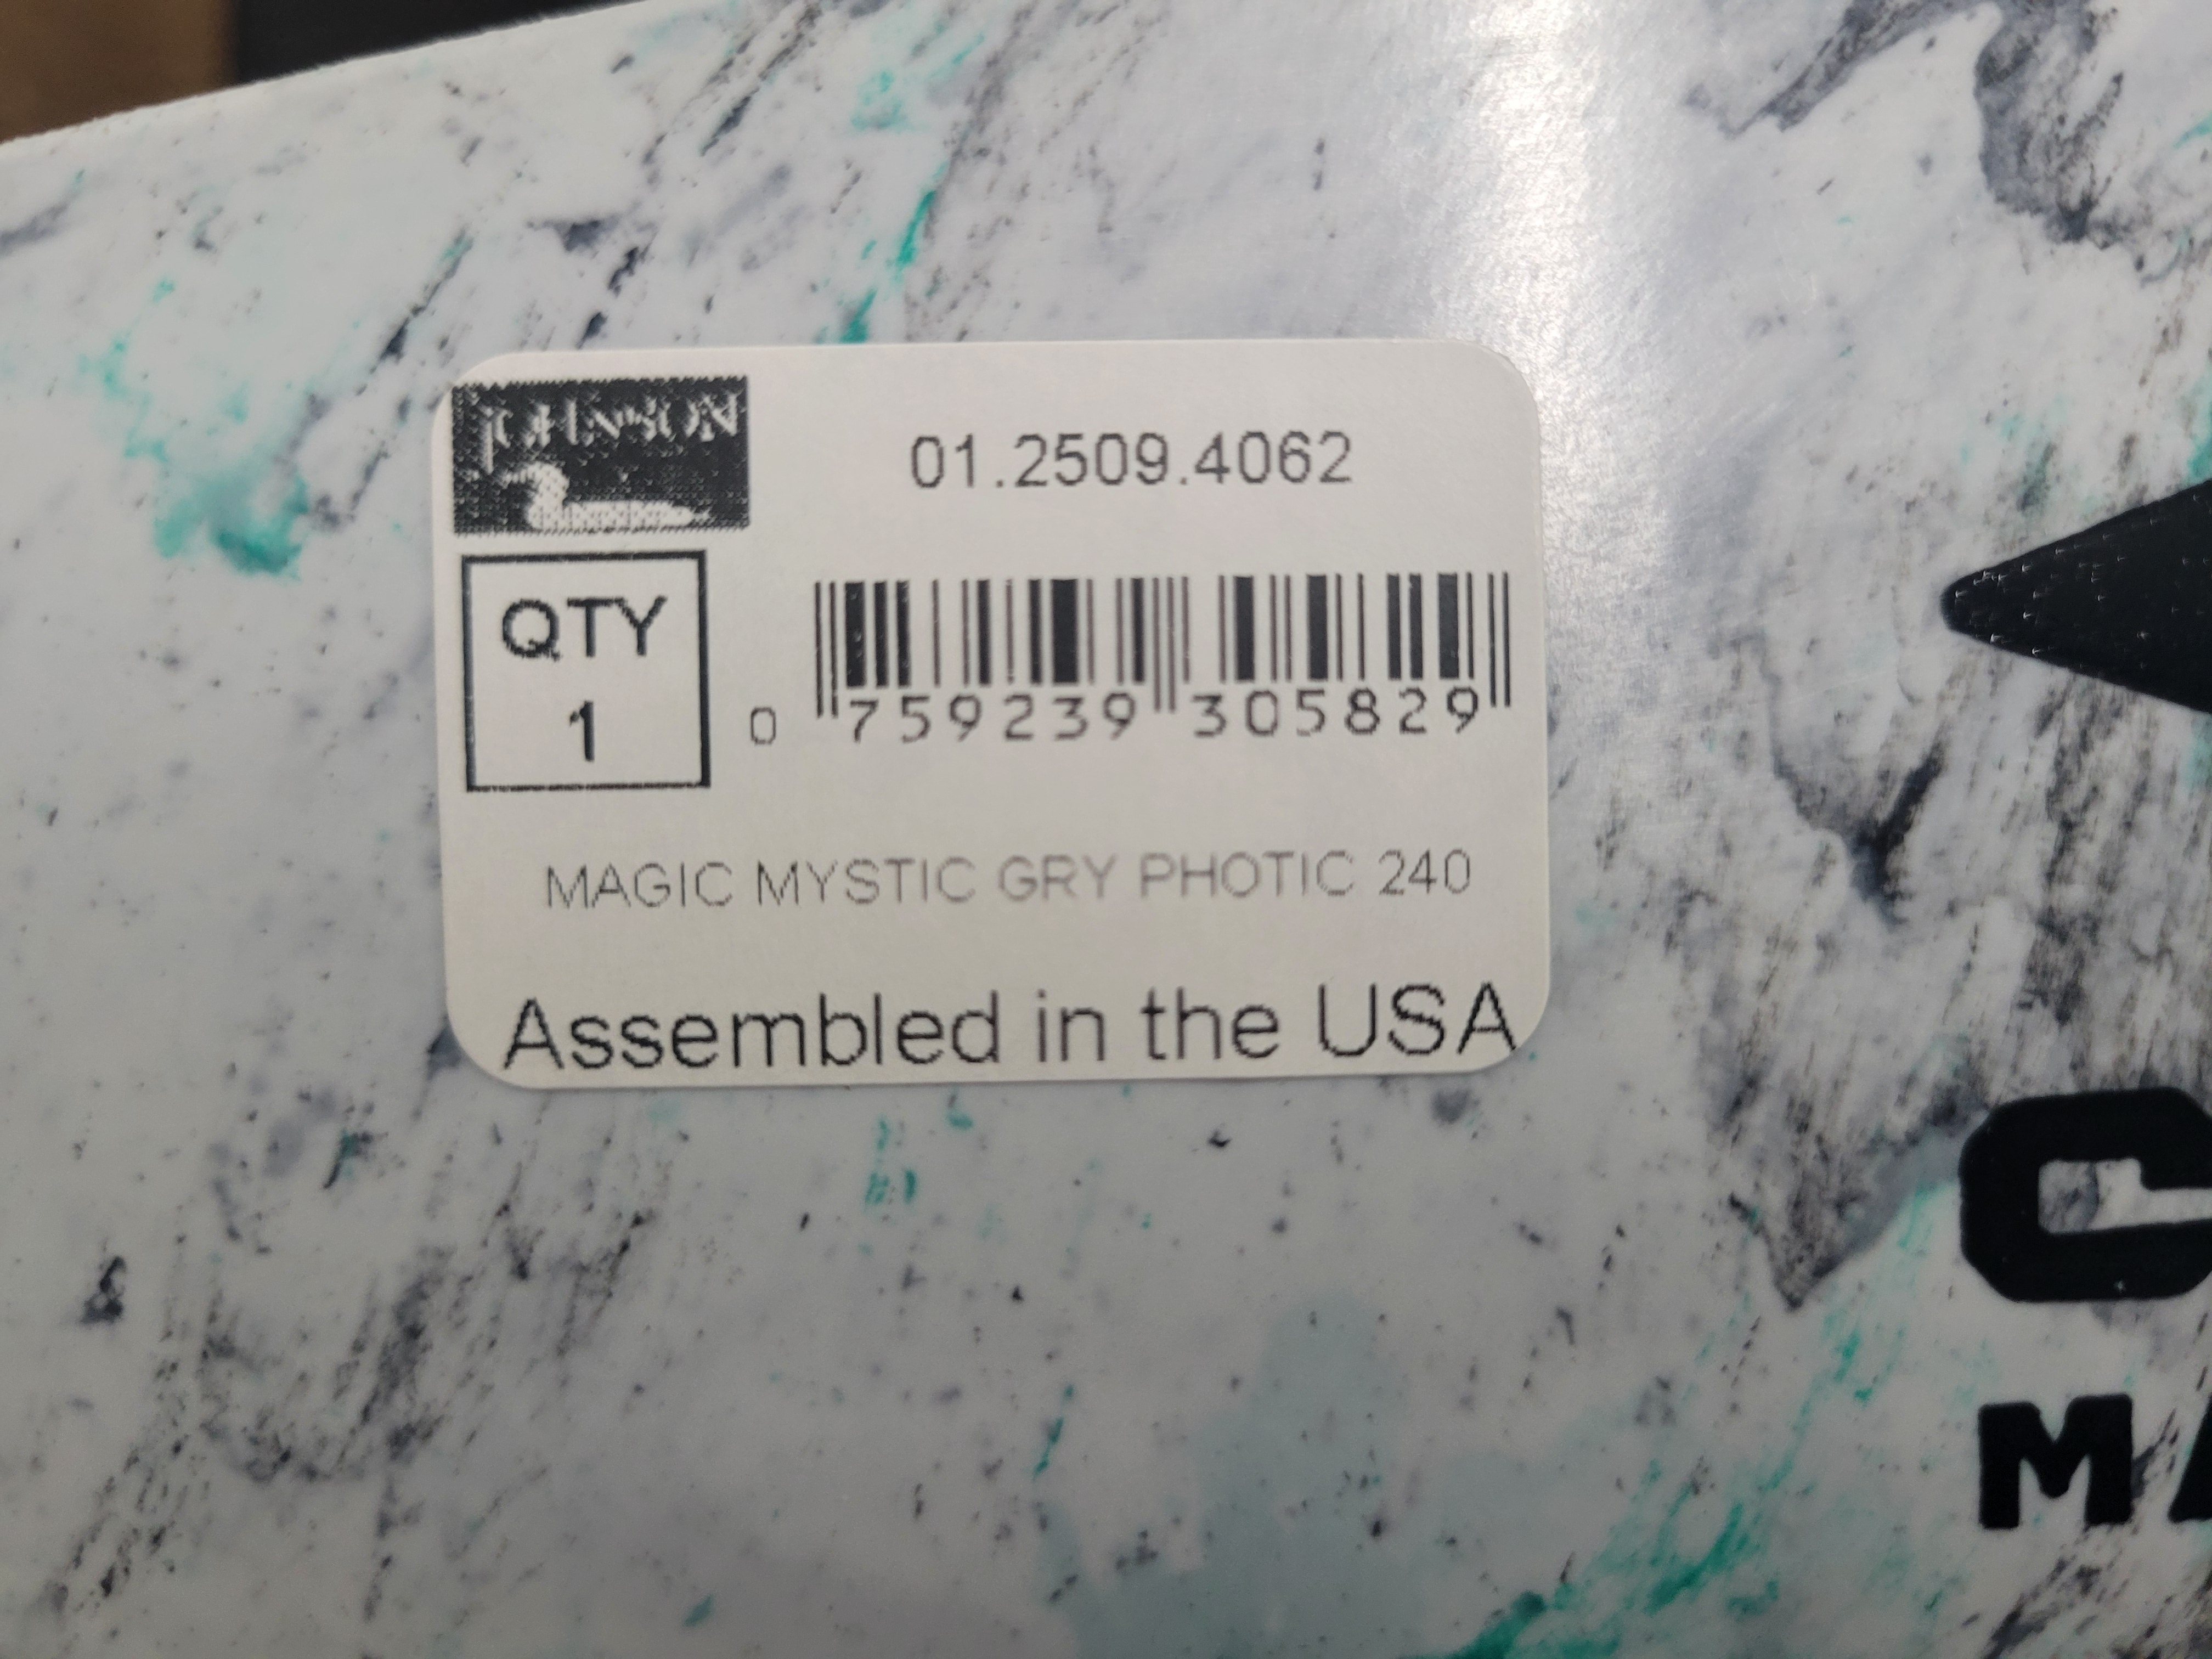 JOHNSON
01.2509.4062
QTY
1
0 759239 305829
MAGIC MYSTIC GRY PHOTIC 240
Assembled in the USA
C
M